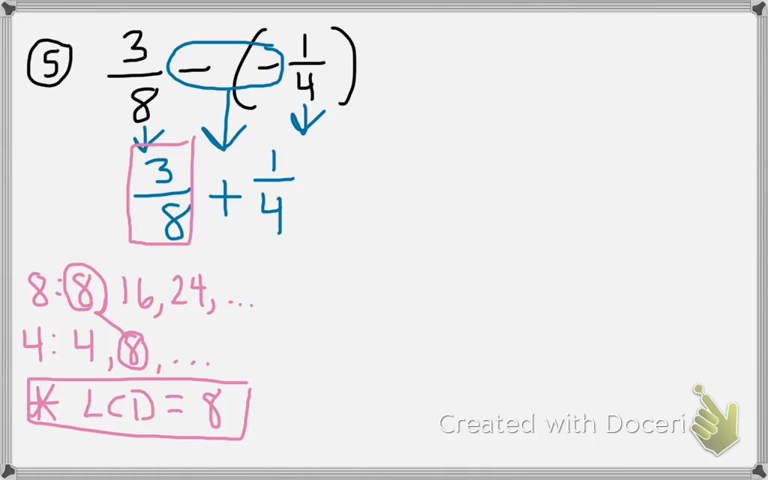 ⑤ 3/8 - (-1/4)
3/8 + 1/4
8: 8, 16, 24, ...
4: 4, 8, ...
* LCD = 8
Created with Doceri